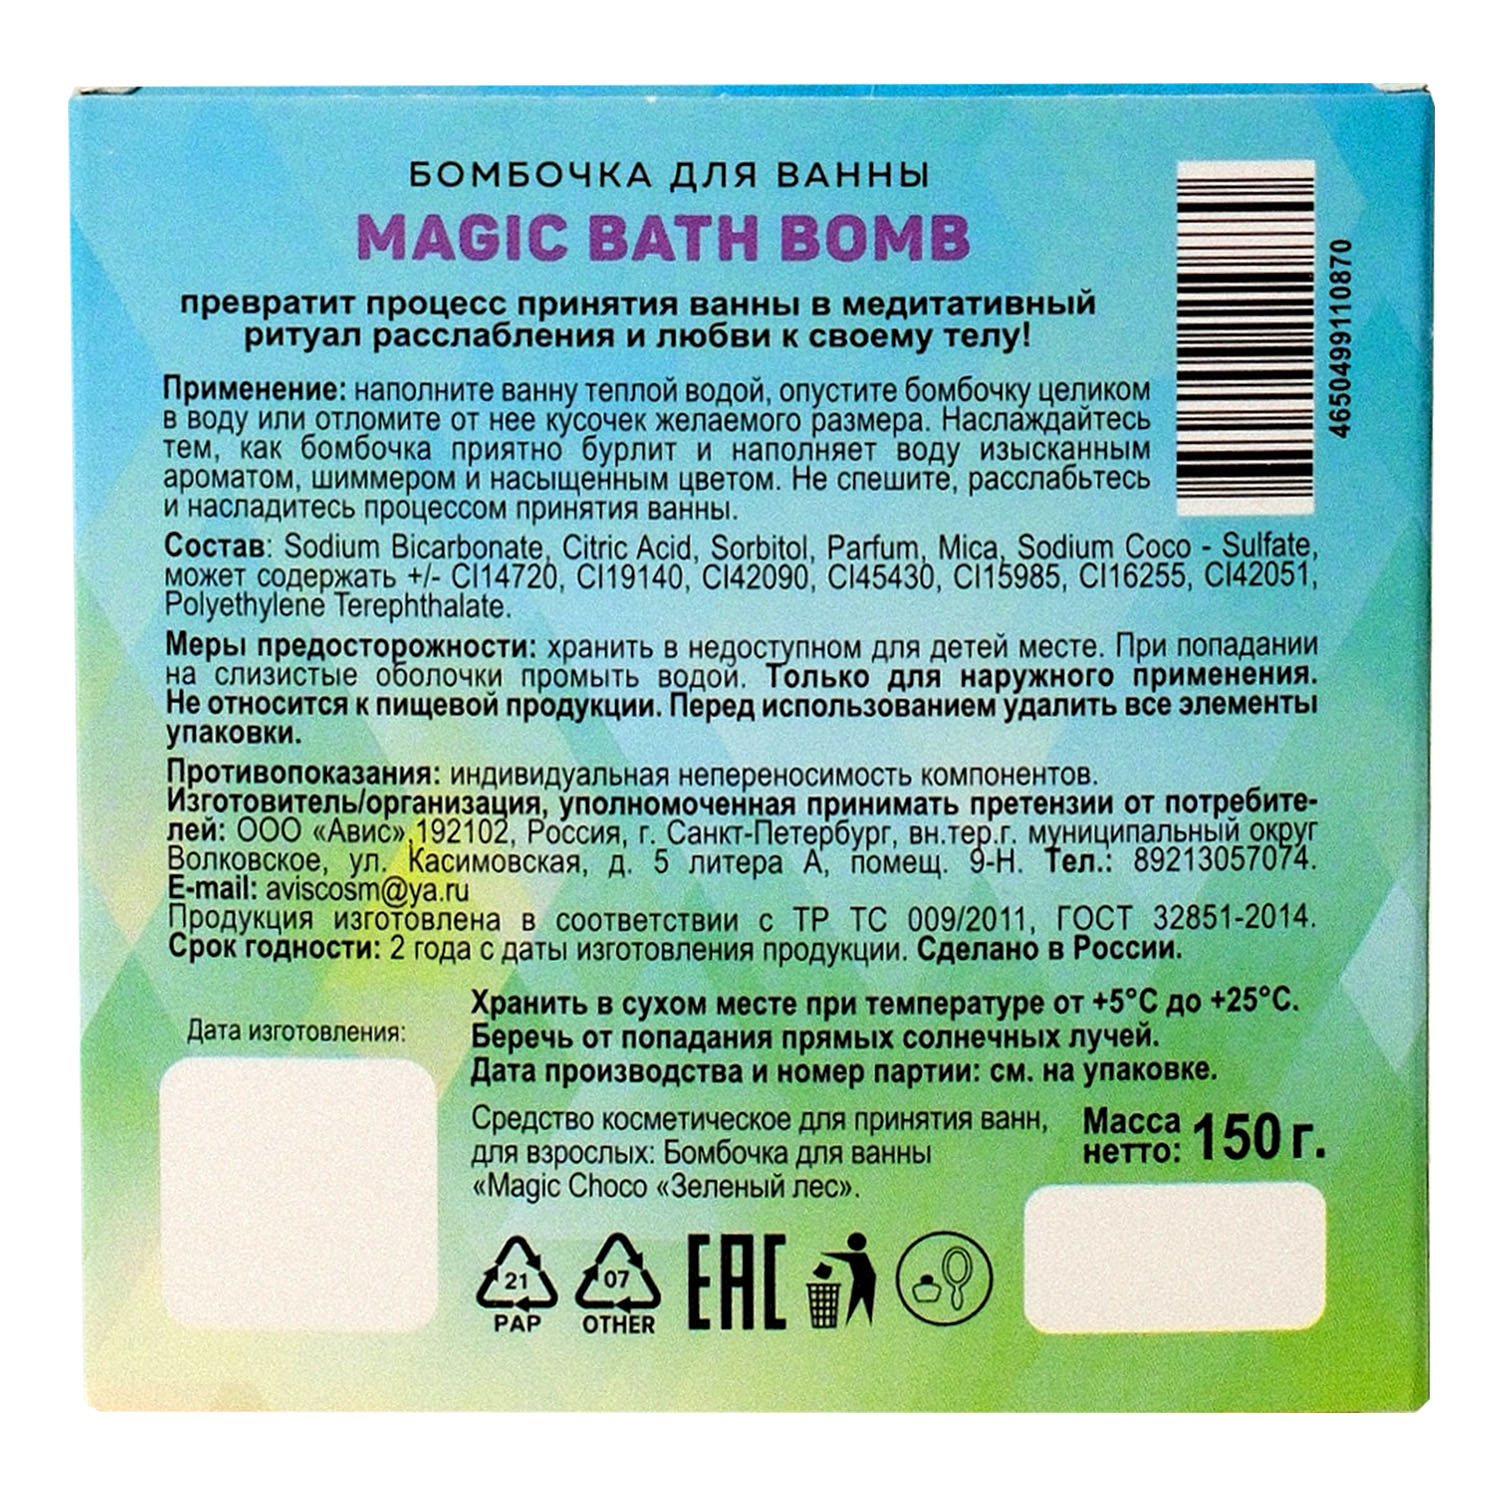 БОМБОЧКА ДЛЯ ВАННЫ
MAGIC BATH BOMB
превратит процесс принятия ванны в медитативный
ритуал расслабления и любви к своему телу!
4650499110870
Применение: наполните ванну теплой водой, опустите бомбочку целиком
в воду или отломите от нее кусочек желаемого размера. Наслаждайтесь
тем, как бомбочка приятно бурлит и наполняет воду изысканным
ароматом, шиммером и насыщенным цветом. Не спешите, расслабьтесь
и насладитесь процессом принятия ванны.
Состав: Sodium Bicarbonate, Citric Acid, Sorbitol, Parfum, Mica, Sodium Coco - Sulfate,
может содержать +/- CI14720, CI19140, CI42090, CI45430, CI15985, CI16255, CI42051,
Polyethylene Terephthalate.
Меры предосторожности: хранить в недоступном для детей месте. При попадании
на слизистые оболочки промыть водой. Только для наружного применения.
Не относится к пищевой продукции. Перед использованием удалить все элементы
упаковки.
Противопоказания: индивидуальная непереносимость компонентов.
Изготовитель/организация, уполномоченная принимать претензии от потребите-
лей: ООО «Авис»,192102, Россия, г. Санкт-Петербург, вн.тер.г. муниципальный округ
Волковское, ул. Касимовская, д. 5 литера А, помещ. 9-Н. Тел.: 89213057074.
E-mail: aviscosm@ya.ru
Продукция изготовлена в соответствии с ТР ТС 009/2011, ГОСТ 32851-2014.
Срок годности: 2 года с даты изготовления продукции. Сделано в России.
Дата изготовления:
Хранить в сухом месте при температуре от +5°С до +25°С.
Беречь от попадания прямых солнечных лучей.
Дата производства и номер партии: см. на упаковке.
Средство косметическое для принятия ванн,
для взрослых: Бомбочка для ванны
«Magic Choco «Зеленый лес».
Масса
нетто: 150 г.
21
PAP
07
OTHER
EAC